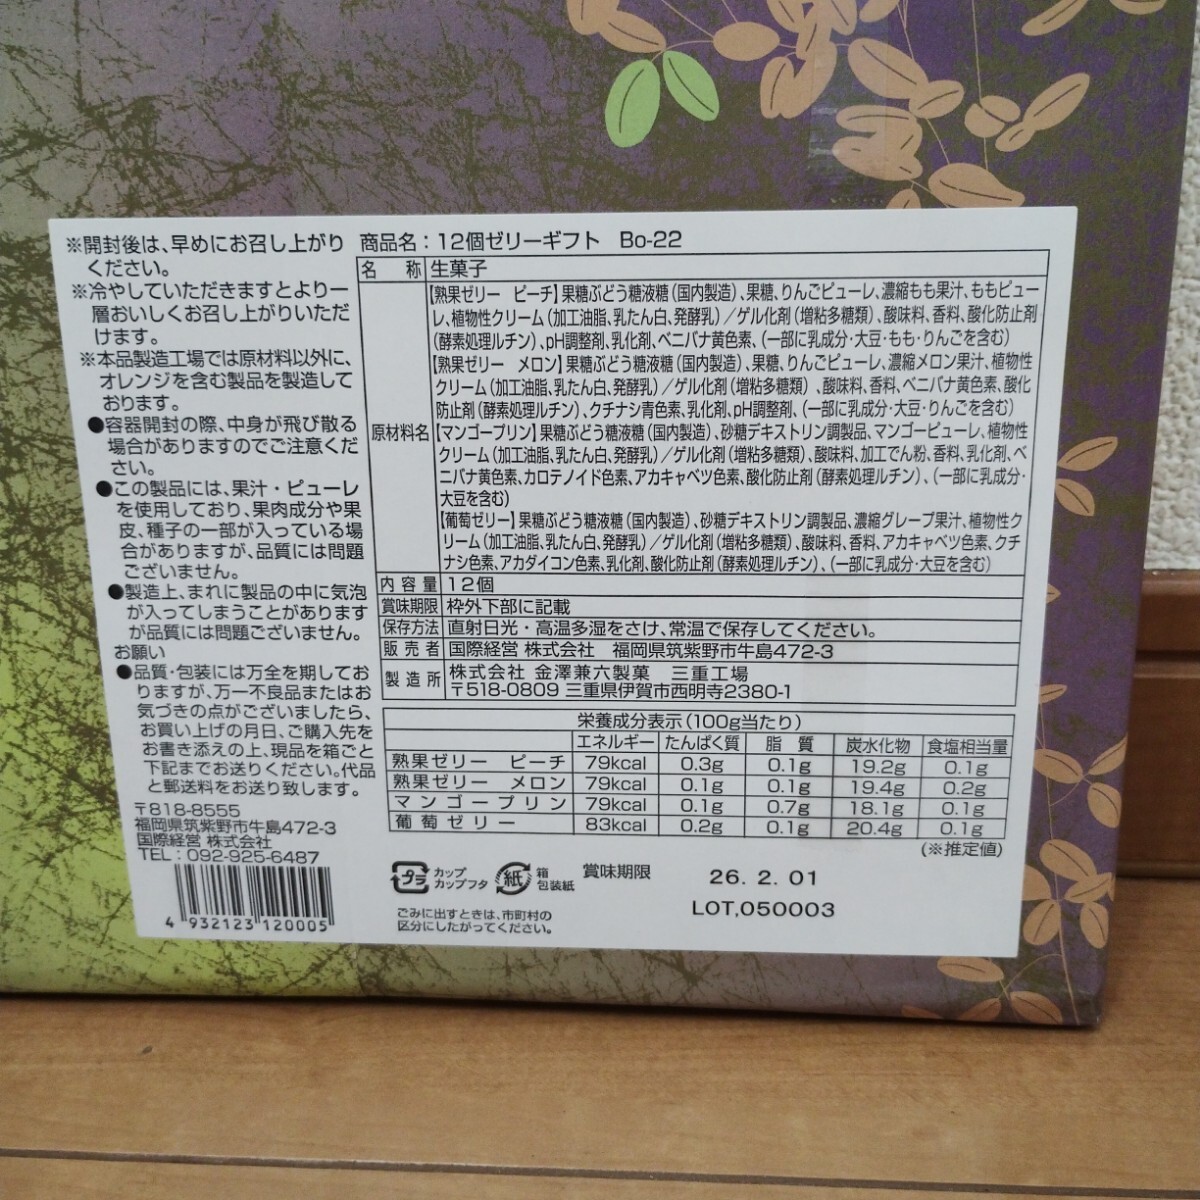 ※開封後は、早めにお召し上がり
ください。
※冷やしていただきますとより一
層おいしくお召し上がりいただ
けます。
※本品製造工場では原材料以外に、
オレンジを含む製品を製造して
おります。
●容器開封の際、中身が飛び散る
場合がありますのでご注意くだ
さい。
●この製品には、果汁・ピューレ
を使用しており、果肉成分や果
皮、種子の一部が入っている場
合がありますが、品質には問題
ございません。
●製造上、まれに製品の中に気泡
が入ってしまうことがあります
が品質には問題ございません。
お願い
●品質・包装には万全を期してお
りますが、万一不良品またはお
気づきの点がございましたら、
お買い上げの月日、ご購入先を
お書き添えの上、現品を箱ごと
下記までお送りください。代品
と郵送料をお送り致します。
〒818-8555
福岡県筑紫野市牛島472-3
国際経営 株式会社
TEL：092-925-6487
4 932123 120005
商品名：12個ゼリーギフト Bo-22
名 称 生菓子
原材料名
【熟果ゼリー ピーチ】果糖ぶどう糖液糖（国内製造）、果糖、りんごピューレ、濃縮もも果汁、ももピュー
レ、植物性クリーム（加工油脂、乳たん白、発酵乳）／ゲル化剤（増粘多糖類）、酸味料、香料、酸化防止剤
（酵素処理ルチン）、pH調整剤、乳化剤、ベニバナ黄色素、（一部に乳成分・大豆・もも・りんごを含む）
【熟果ゼリー メロン】果糖ぶどう糖液糖（国内製造）、果糖、りんごピューレ、濃縮メロン果汁、植物性
クリーム（加工油脂、乳たん白、発酵乳）／ゲル化剤（増粘多糖類）、酸味料、香料、ベニバナ黄色素、酸化
防止剤（酵素処理ルチン）、クチナシ青色素、乳化剤、pH調整剤、（一部に乳成分・大豆・りんごを含む）
【マンゴープリン】果糖ぶどう糖液糖（国内製造）、砂糖デキストリン調製品、マンゴーピューレ、植物性
クリーム（加工油脂、乳たん白、発酵乳）／ゲル化剤（増粘多糖類）、酸味料、加工でん粉、香料、乳化剤、ベ
ニバナ黄色素、カロテノイド色素、アカキャベツ色素、酸化防止剤（酵素処理ルチン）、（一部に乳成分・
大豆を含む）
【葡萄ゼリー】果糖ぶどう糖液糖（国内製造）、砂糖デキストリン調製品、濃縮グレープ果汁、植物性ク
リーム（加工油脂、乳たん白、発酵乳）／ゲル化剤（増粘多糖類）、酸味料、香料、アカキャベツ色素、クチ
ナシ色素、アカダイコン色素、乳化剤、酸化防止剤（酵素処理ルチン）、（一部に乳成分・大豆を含む）
内容量 12個
賞味期限 枠外下部に記載
保存方法 直射日光・高温多湿をさけ、常温で保存してください。
販売者 国際経営 株式会社 福岡県筑紫野市牛島472-3
製造所 株式会社 金澤兼六製菓 三重工場
〒518-0809 三重県伊賀市西明寺2380-1
栄養成分表示（100g当たり）
エネルギー たんぱく質 脂 質 炭水化物 食塩相当量
熟果ゼリー ピーチ 79kcal 0.3g 0.1g 19.2g 0.1g
熟果ゼリー メロン 79kcal 0.1g 0.1g 19.4g 0.2g
マンゴープリン 79kcal 0.1g 0.7g 18.1g 0.1g
葡萄ゼリー 83kcal 0.2g 0.1g 20.4g 0.1g
（※推定値）
プラ カップ
カップフタ
紙 箱
包装紙
ごみに出すときは、市町村の
区分にしたがってください。
賞味期限 26. 2. 01
LOT,050003